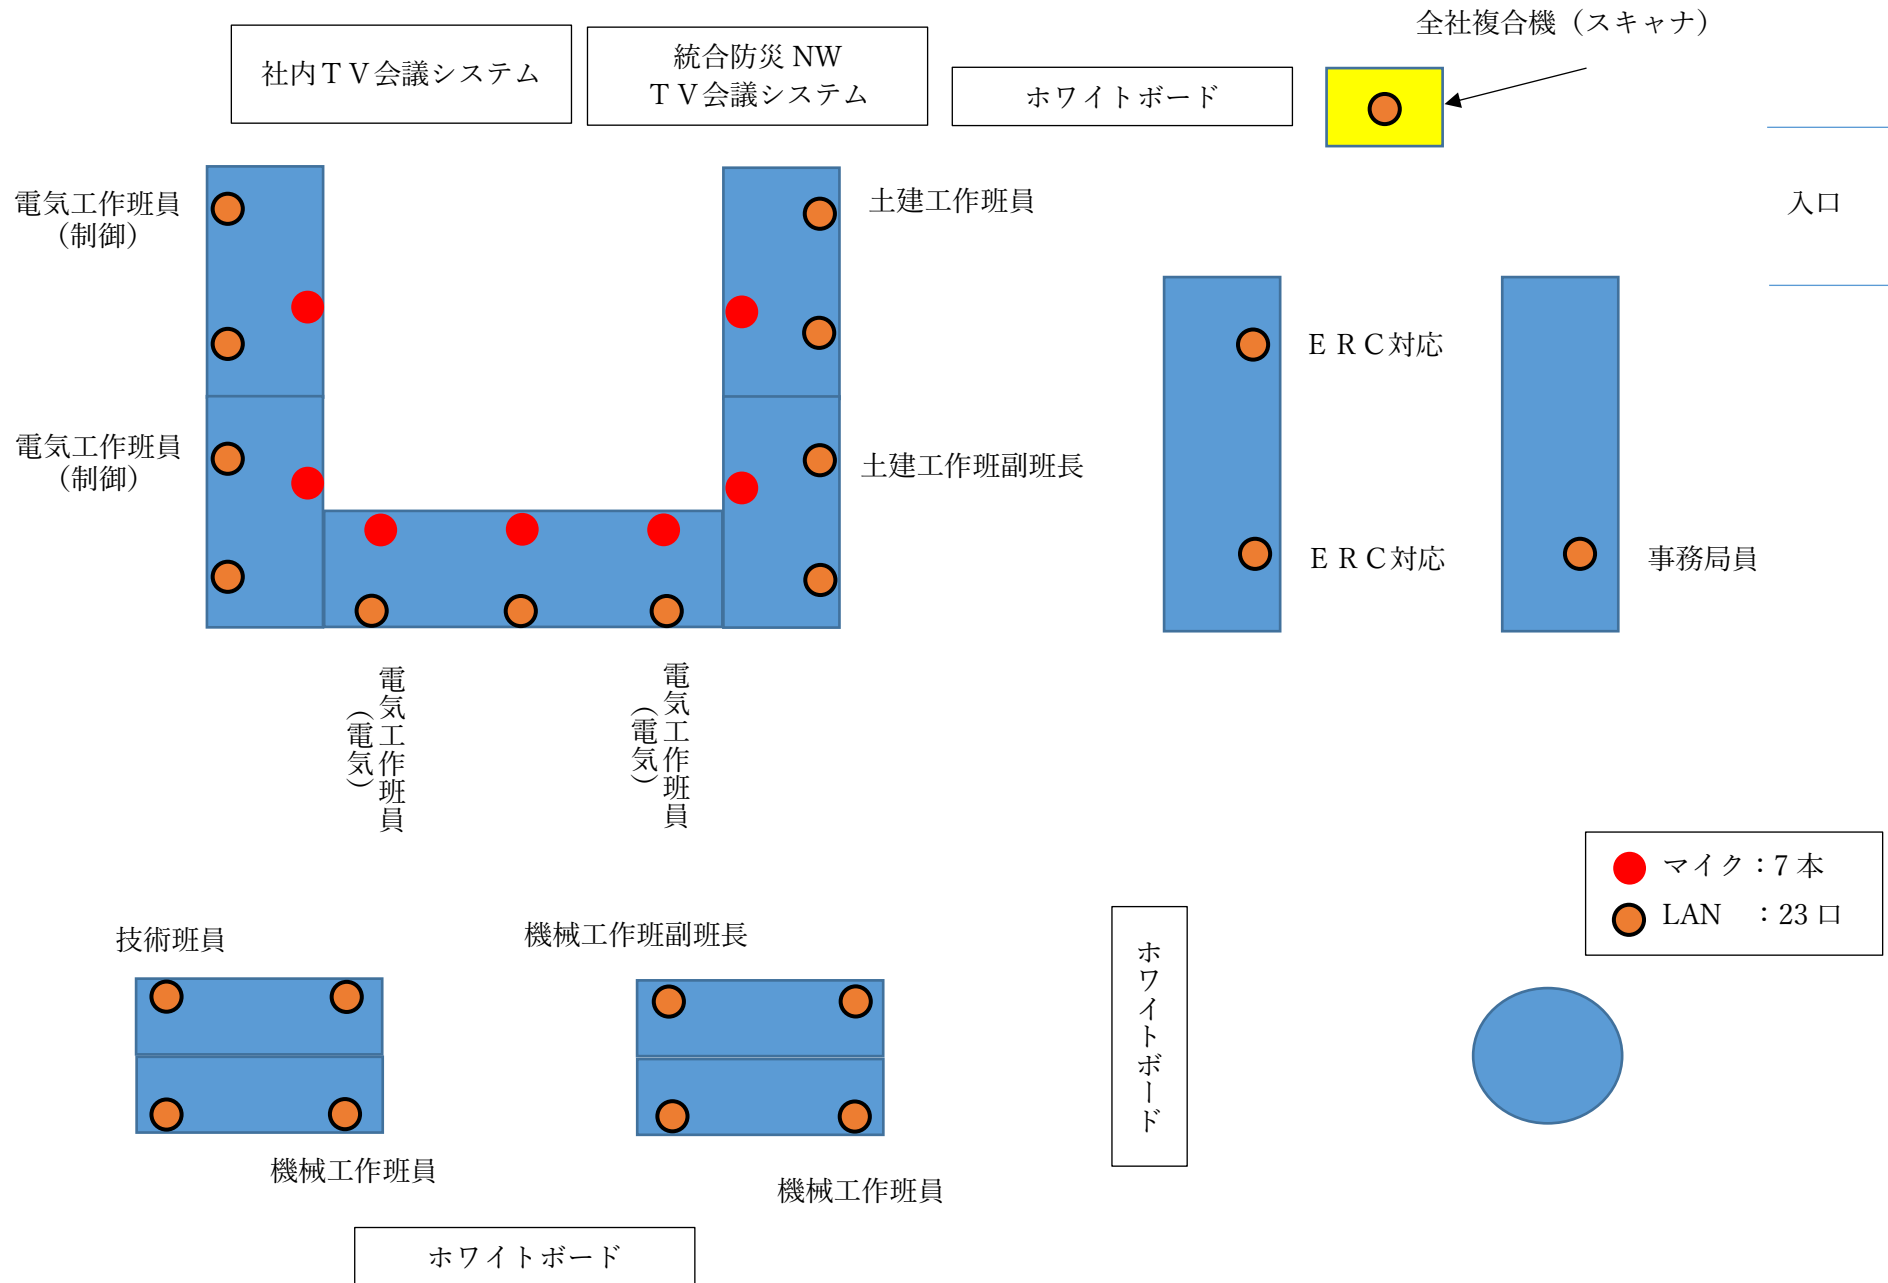 全社複合機（スキャナ）
社内ＴＶ会議システム
統合防災 NW
ＴＶ会議システム
ホワイトボード
入口
電気工作班員
（制御）
土建工作班員
ＥＲＣ対応
電気工作班員
（制御）
土建工作班副班長
ＥＲＣ対応
事務局員
電気工作班員
（電気）
電気工作班員
（電気）
マイク：7 本
LAN　：23 口
技術班員
機械工作班副班長
ホワイトボード
機械工作班員
機械工作班員
ホワイトボード